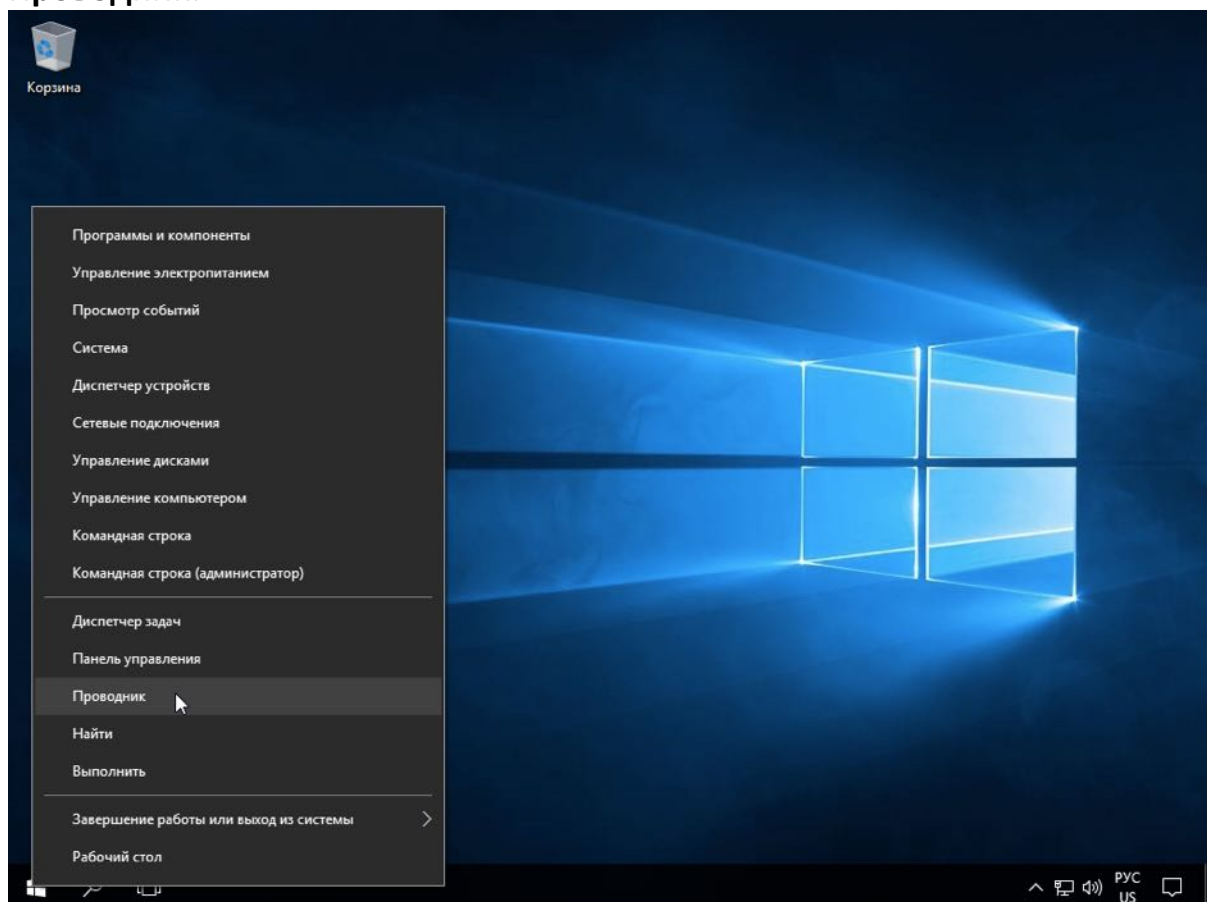 Корзина
Программы и компоненты
Управление электропитанием
Просмотр событий
Система
Диспетчер устройств
Сетевые подключения
Управление дисками
Управление компьютером
Командная строка
Командная строка (администратор)
Диспетчер задач
Панель управления
Проводник
Найти
Выполнить
Завершение работы или выход из системы
Рабочий стол
РУС
US